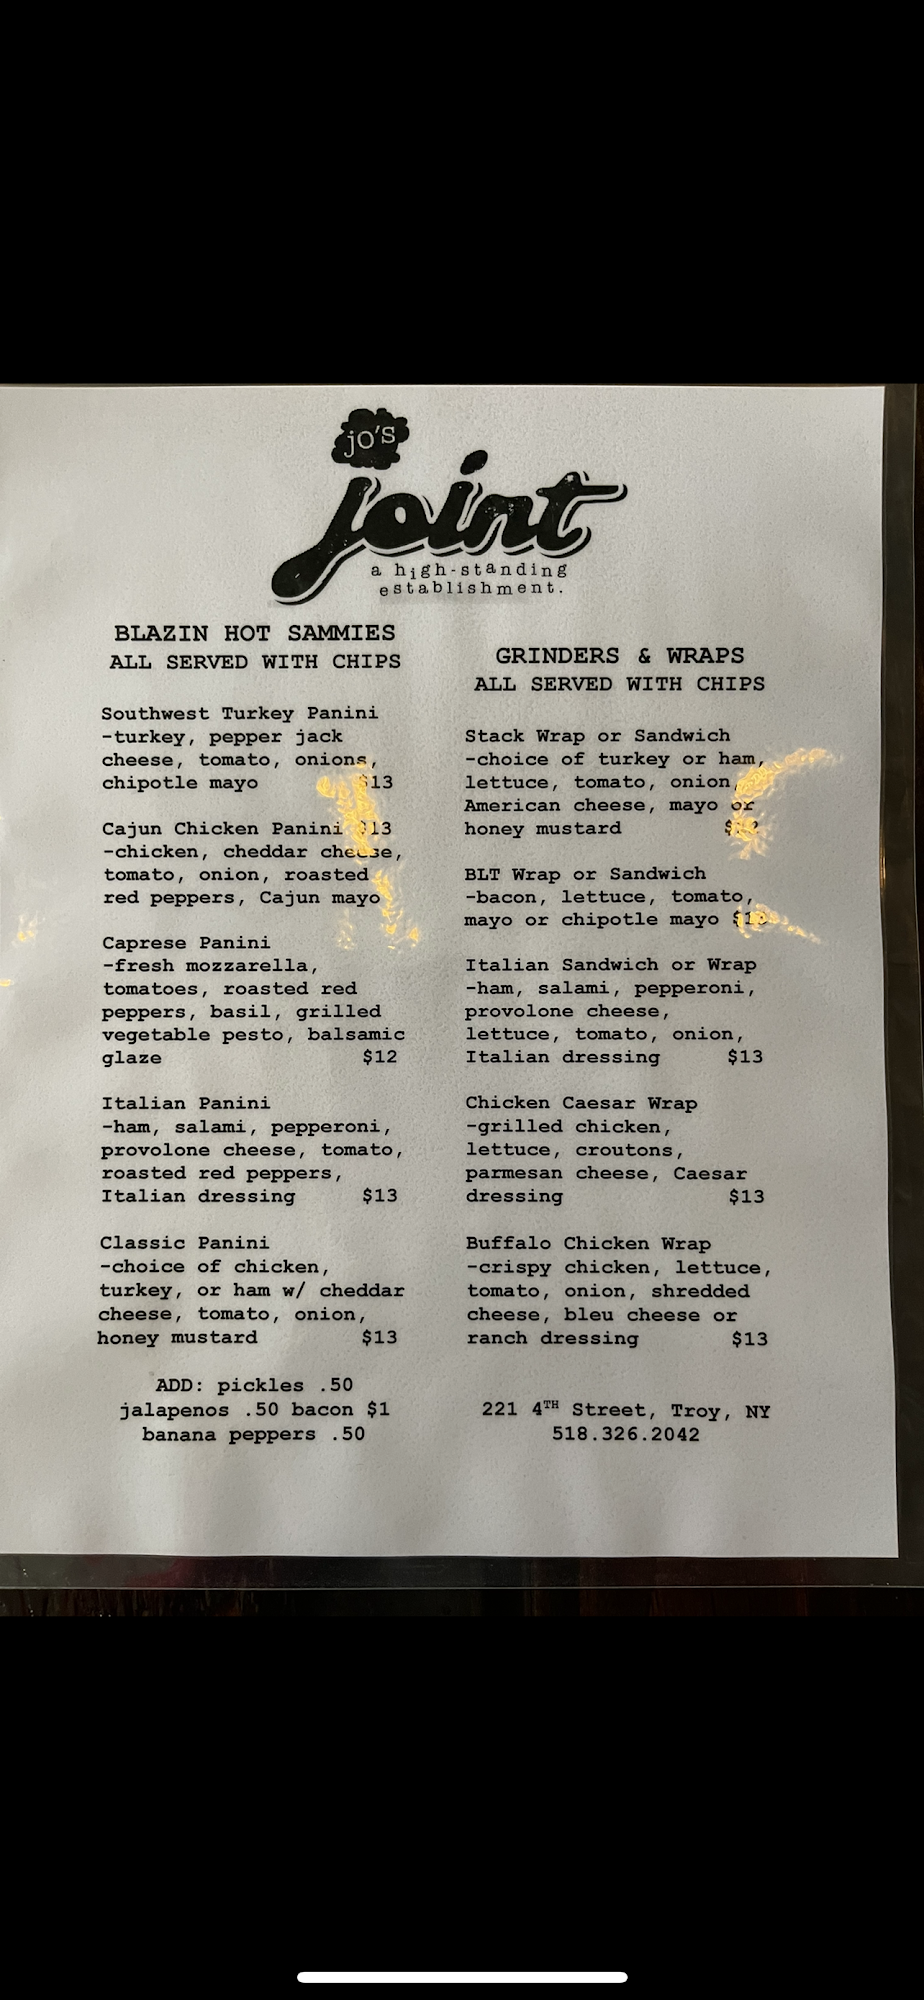 jo's
joint
a high-standing
establishment.
BLAZIN HOT SAMMIES
ALL SERVED WITH CHIPS
Southwest Turkey Panini
-turkey, pepper jack
cheese, tomato, onions,
chipotle mayo $13
Cajun Chicken Panini $13
-chicken, cheddar cheese,
tomato, onion, roasted
red peppers, Cajun mayo
Caprese Panini
-fresh mozzarella,
tomatoes, roasted red
peppers, basil, grilled
vegetable pesto, balsamic
glaze $12
Italian Panini
-ham, salami, pepperoni,
provolone cheese, tomato,
roasted red peppers,
Italian dressing $13
Classic Panini
-choice of chicken,
turkey, or ham w/ cheddar
cheese, tomato, onion,
honey mustard $13
ADD: pickles .50
jalapenos .50 bacon $1
banana peppers .50
GRINDERS & WRAPS
ALL SERVED WITH CHIPS
Stack Wrap or Sandwich
-choice of turkey or ham,
lettuce, tomato, onion,
American cheese, mayo or
honey mustard
BLT Wrap or Sandwich
-bacon, lettuce, tomato,
mayo or chipotle mayo
Italian Sandwich or Wrap
-ham, salami, pepperoni,
provolone cheese,
lettuce, tomato, onion,
Italian dressing $13
Chicken Caesar Wrap
-grilled chicken,
lettuce, croutons,
parmesan cheese, Caesar
dressing $13
Buffalo Chicken Wrap
-crispy chicken, lettuce,
tomato, onion, shredded
cheese, bleu cheese or
ranch dressing $13
221 4TH Street, Troy, NY
518.326.2042